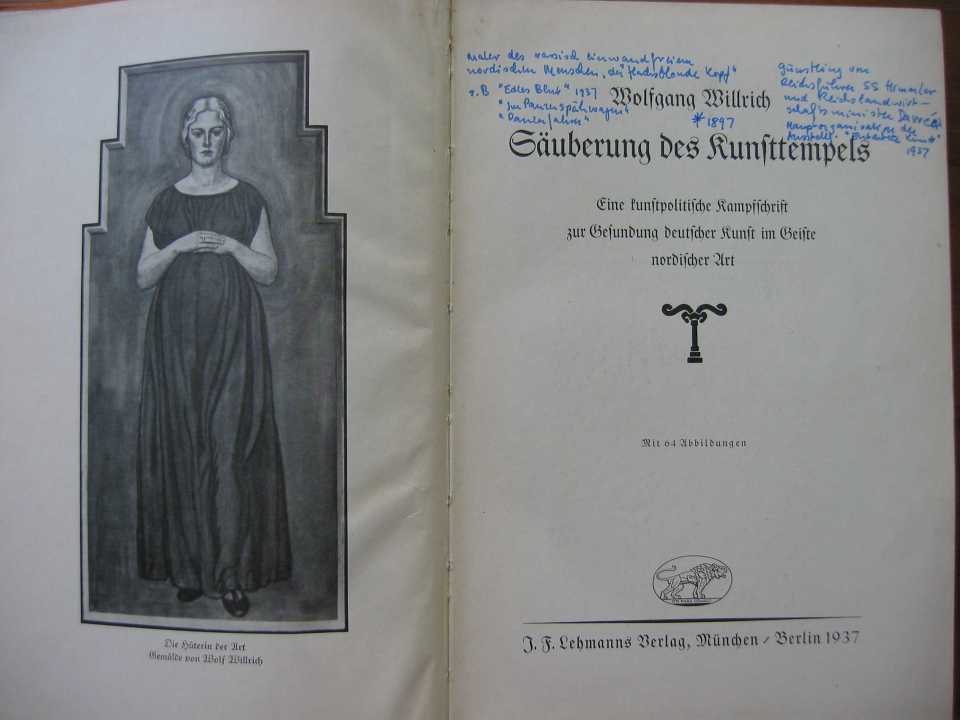 Die Hüterin der Art
Gemälde von Wolf Willrich
Maler des rassisch einwandfreien
nordischen Menschen, der "flachsblonde Kopf"
z.B "Edles Blut" 1937
"Im Panzerspähwagen"
* 1897
Günstling von
Reichsführer SS Himmler
und Reichslandwirt-
schaftsminister Darré
Hauptorganisator der
Ausstell. "Entartete Kunst"
1937
Wolfgang Willrich
Säuberung des Kunsttempels
Eine kunstpolitische Kampfschrift
zur Gesundung deutscher Kunst im Geiste
nordischer Art
Mit 64 Abbildungen
J. F. Lehmanns Verlag, München / Berlin 1937